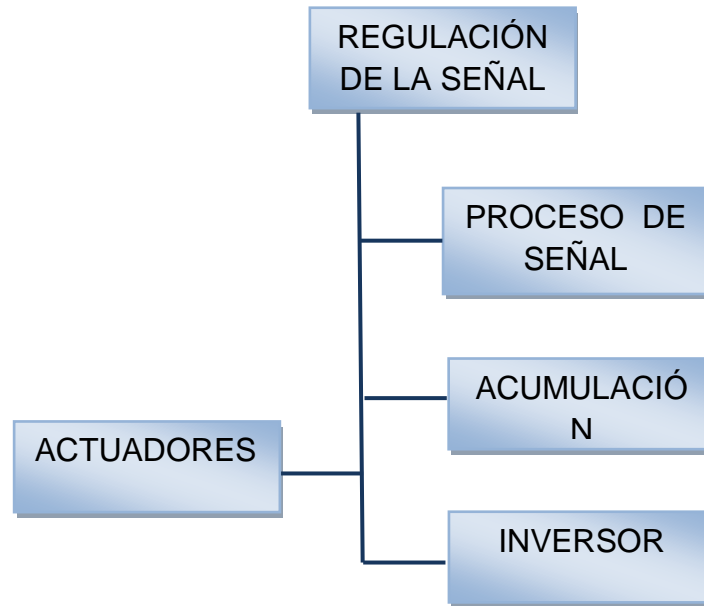 REGULACIÓN
DE LA SEÑAL
PROCESO DE
SEÑAL
ACUMULACIÓ
N
ACTUADORES
INVERSOR